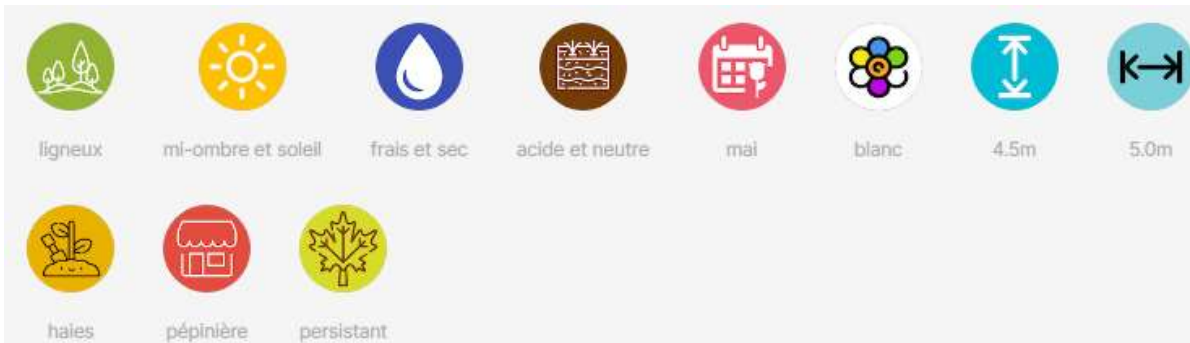 ligneux mi-ombre et soleil frais et sec acide et neutre mai blanc 4.5m 5.0m
haies pépinière persistant